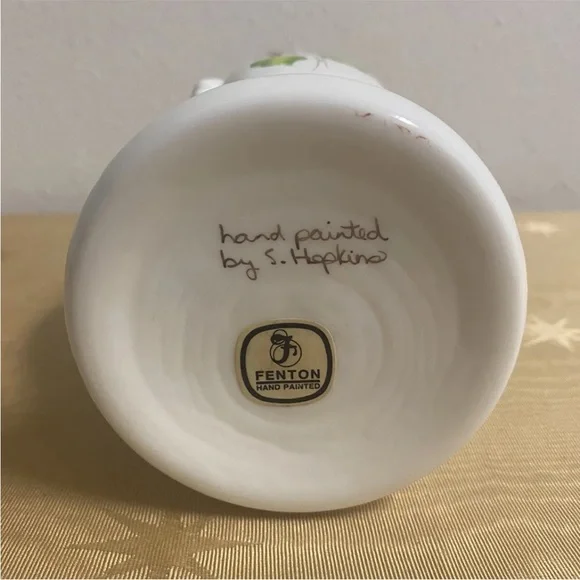 hand painted
by S. Hopkins
FENTON
HAND PAINTED